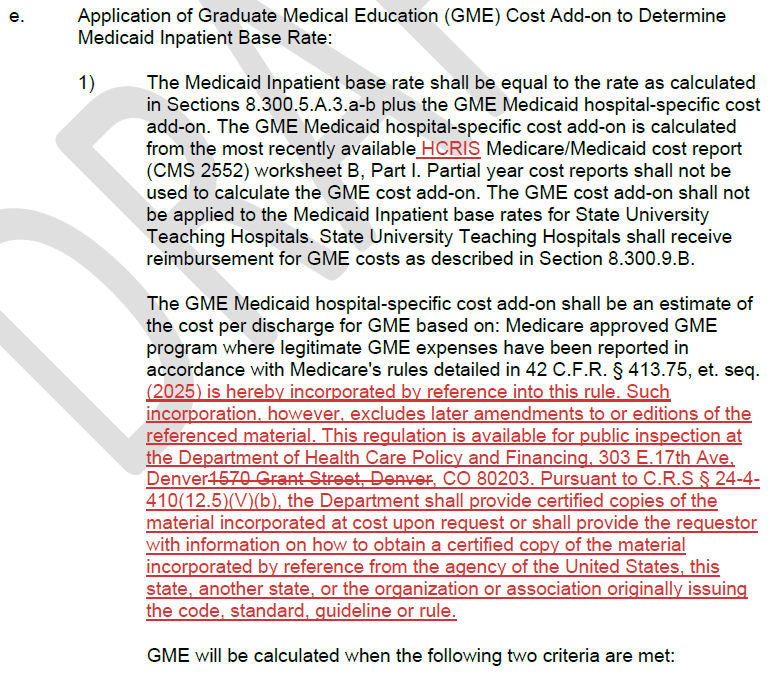 e. Application of Graduate Medical Education (GME) Cost Add-on to Determine
Medicaid Inpatient Base Rate:
1) The Medicaid Inpatient base rate shall be equal to the rate as calculated
in Sections 8.300.5.A.3.a-b plus the GME Medicaid hospital-specific cost
add-on. The GME Medicaid hospital-specific cost add-on is calculated
from the most recently available HCRIS Medicare/Medicaid cost report
(CMS 2552) worksheet B, Part I. Partial year cost reports shall not be
used to calculate the GME cost add-on. The GME cost add-on shall not
be applied to the Medicaid Inpatient base rates for State University
Teaching Hospitals. State University Teaching Hospitals shall receive
reimbursement for GME costs as described in Section 8.300.9.B.
The GME Medicaid hospital-specific cost add-on shall be an estimate of
the cost per discharge for GME based on: Medicare approved GME
program where legitimate GME expenses have been reported in
accordance with Medicare's rules detailed in 42 C.F.R. § 413.75, et. seq.
(2025) is hereby incorporated by reference into this rule. Such
incorporation, however, excludes later amendments to or editions of the
referenced material. This regulation is available for public inspection at
the Department of Health Care Policy and Financing, 303 E.17th Ave,
Denver1570 Grant Street, Denver, CO 80203. Pursuant to C.R.S § 24-4-
410(12.5)(V)(b), the Department shall provide certified copies of the
material incorporated at cost upon request or shall provide the requestor
with information on how to obtain a certified copy of the material
incorporated by reference from the agency of the United States, this
state, another state, or the organization or association originally issuing
the code, standard, guideline or rule.
GME will be calculated when the following two criteria are met:
DRA